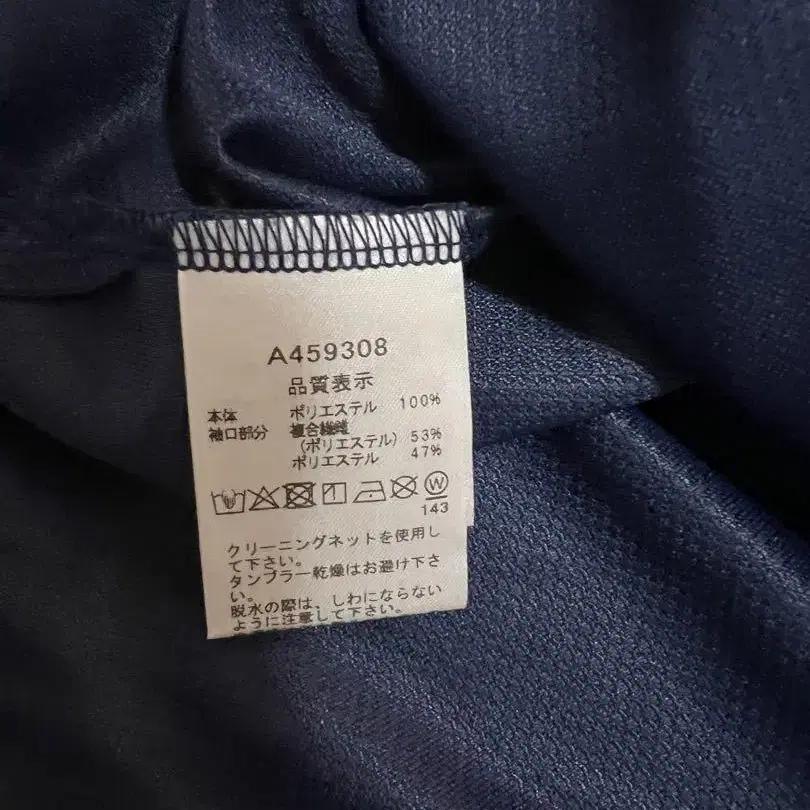 A459308
品質表示
本体 ポリエステル 100%
袖口部分 複合繊維
(ポリエステル) 53%
ポリエステル 47%
W
143
クリーニングネットを使用し
て下さい。
タンブラー乾燥はお避け下さ
い。
脱水の際は、しわにならない
ように注意して下さい。